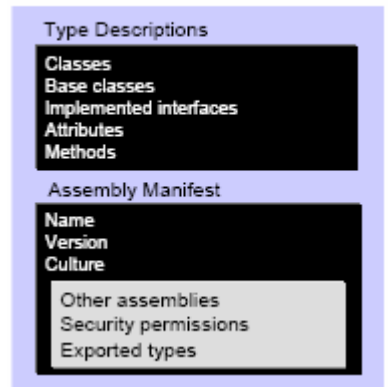 Type Descriptions
Classes
Base classes
Implemented interfaces
Attributes
Methods
Assembly Manifest
Name
Version
Culture
Other assemblies
Security permissions
Exported types